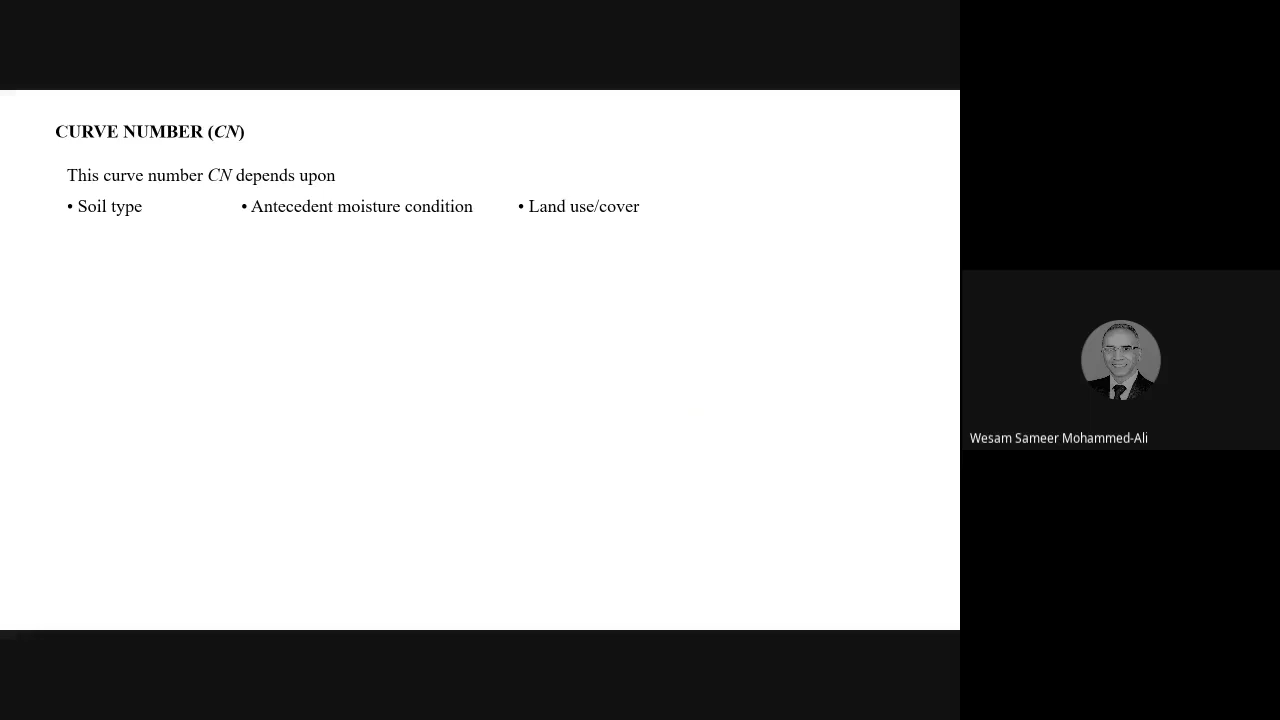 CURVE NUMBER (CN)
This curve number CN depends upon
• Soil type • Antecedent moisture condition • Land use/cover
Wesam Sameer Mohammed-Ali